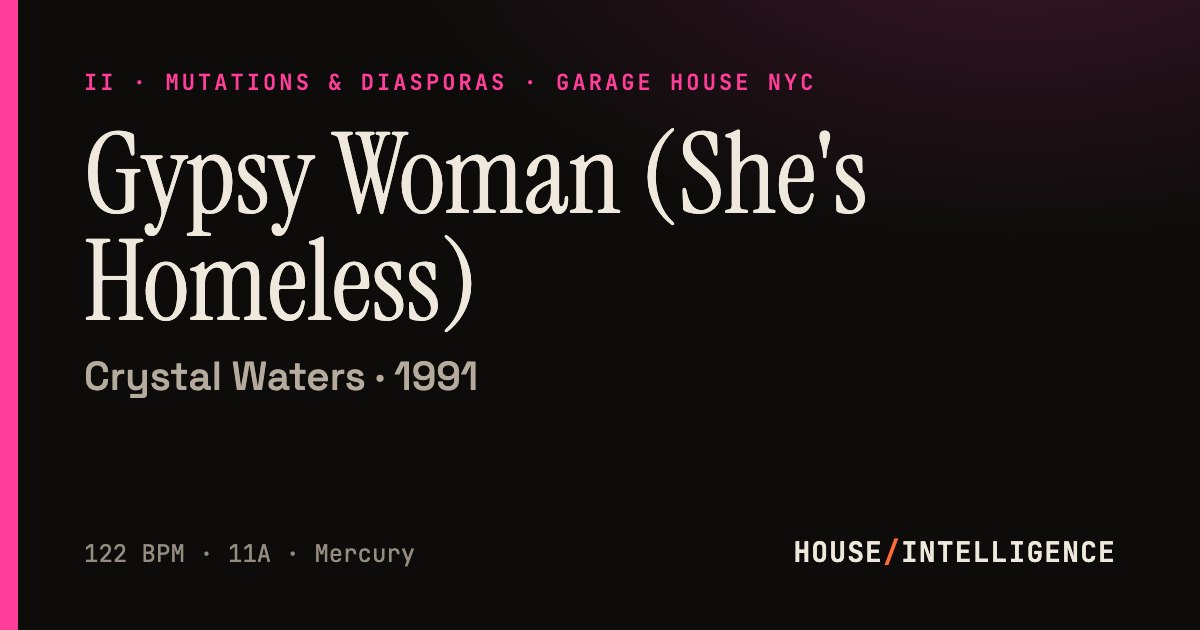 II · MUTATIONS & DIASPORAS · GARAGE HOUSE NYC
Gypsy Woman (She's
Homeless)
Crystal Waters · 1991
122 BPM · 11A · Mercury
HOUSE/INTELLIGENCE